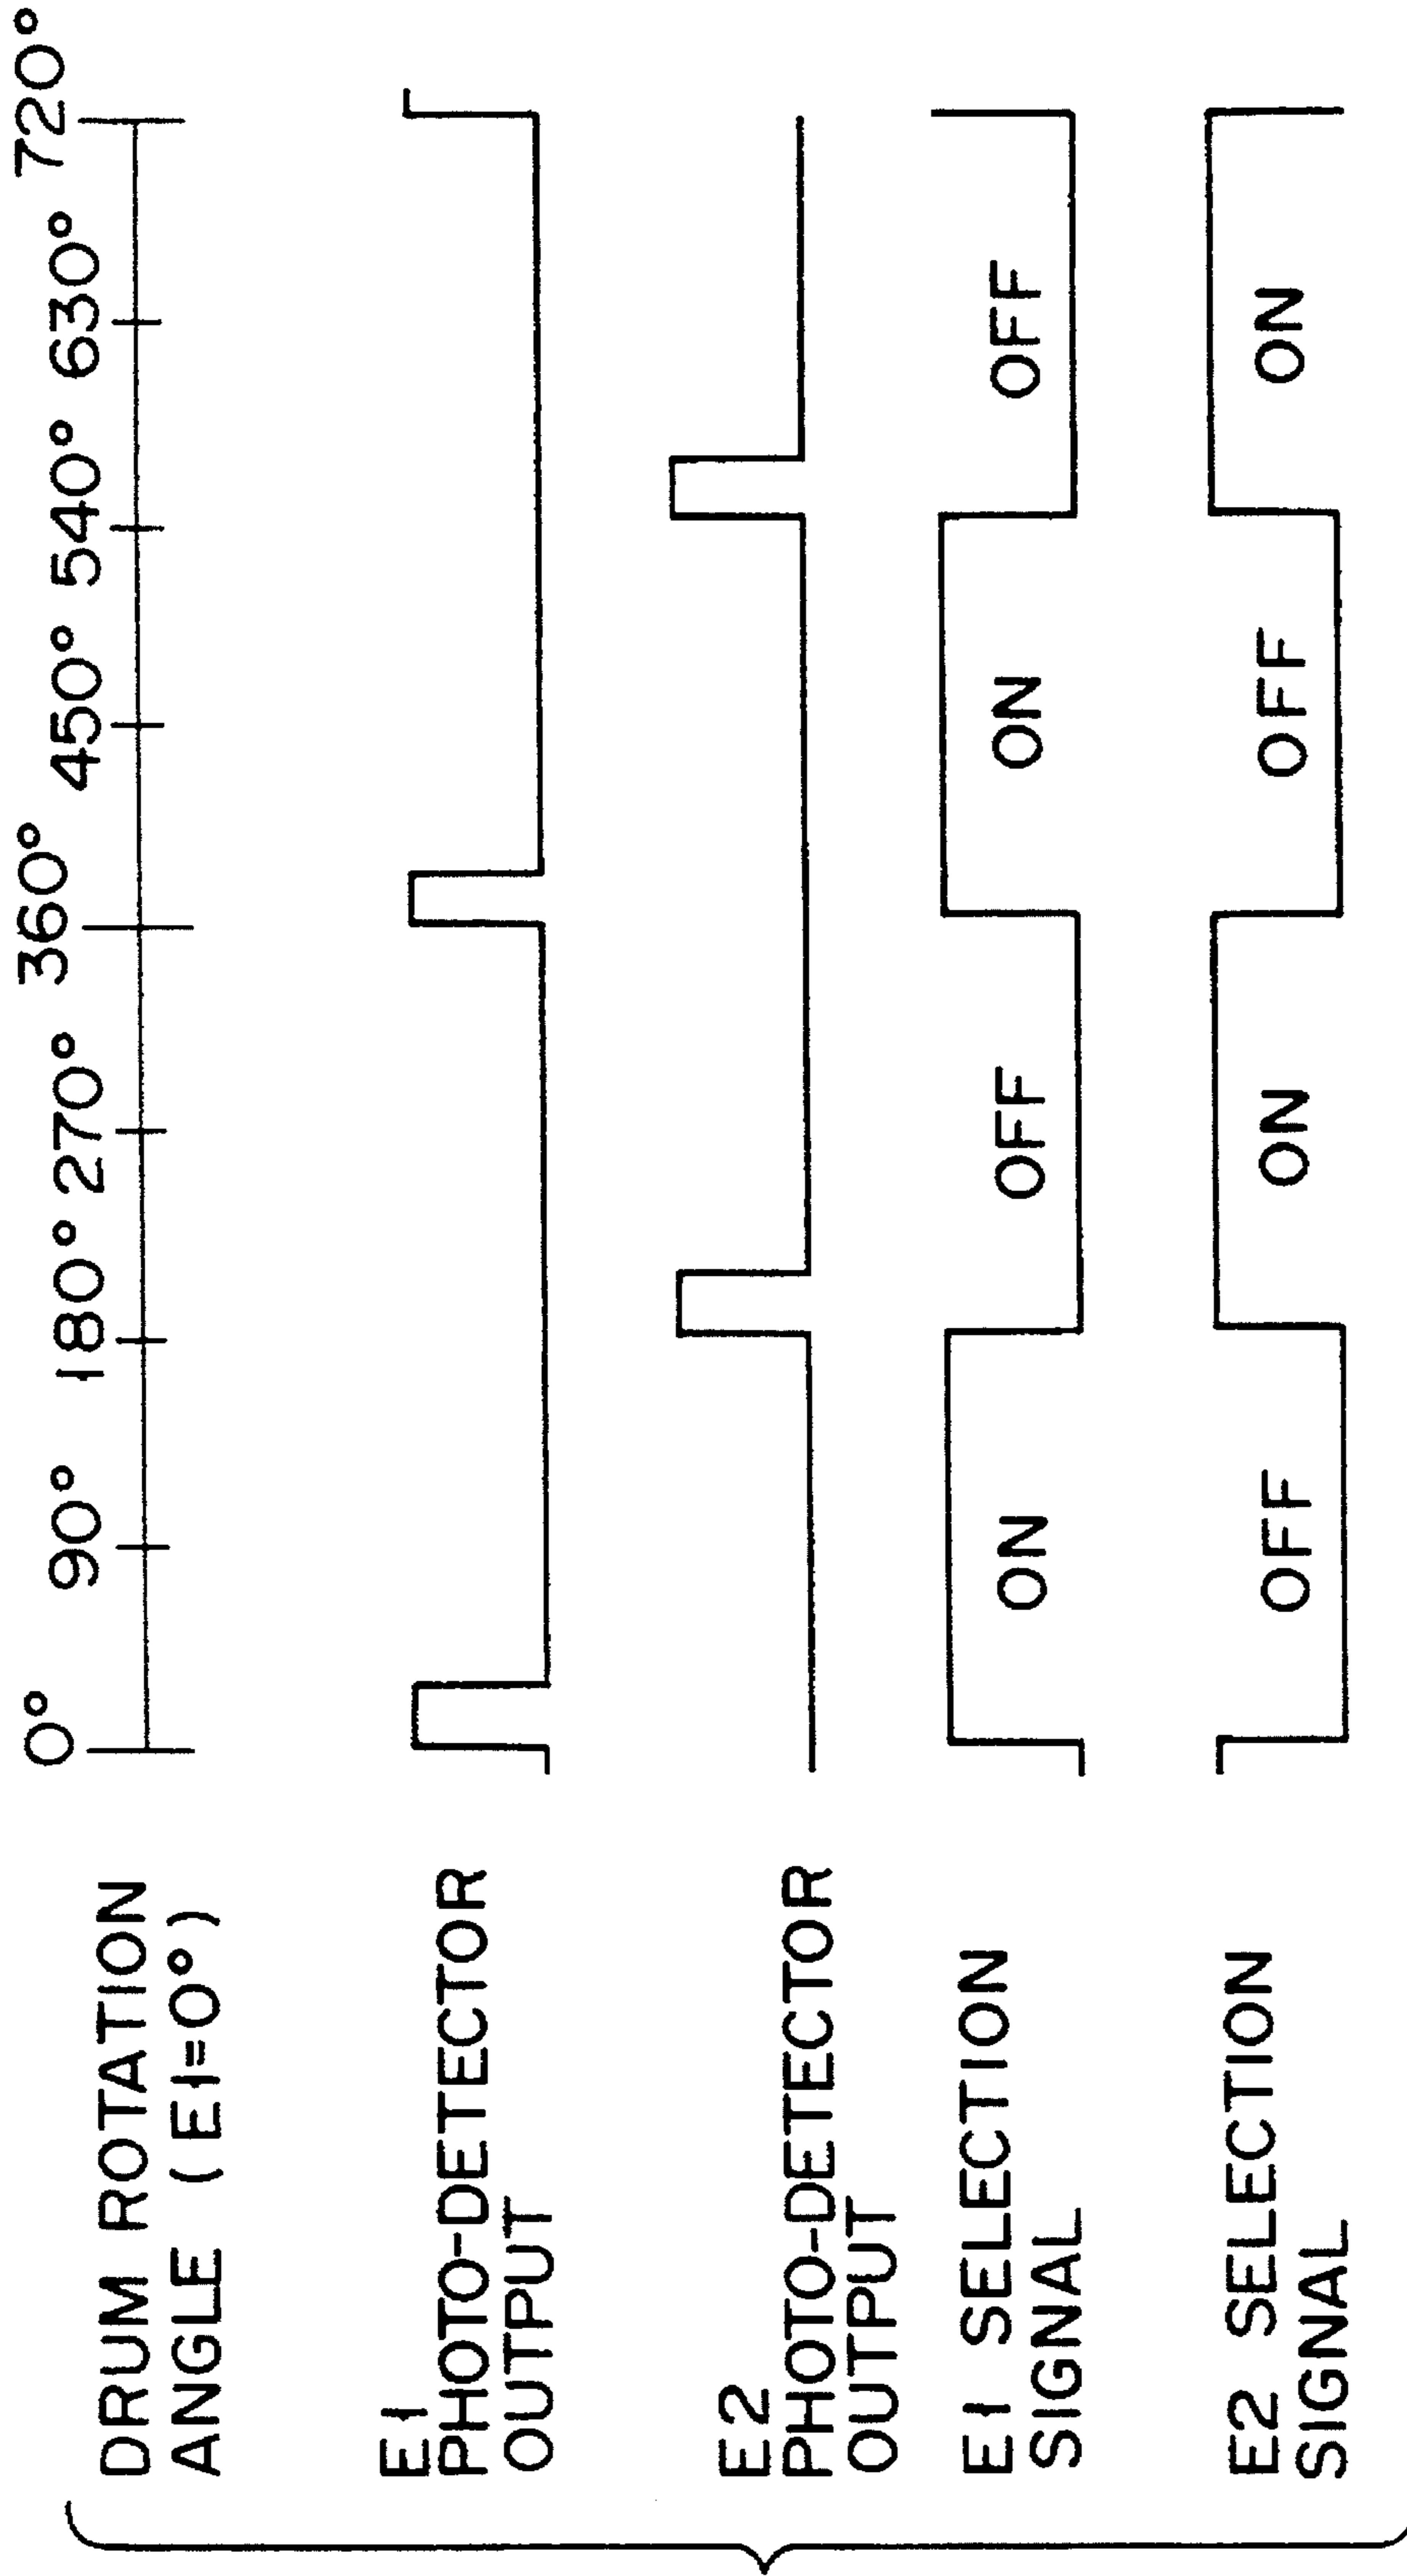 DRUM ROTATION
ANGLE (E1=0°)
0° 90° 180° 270° 360° 450° 540° 630° 720°
E1
PHOTO-DETECTOR
OUTPUT
E2
PHOTO-DETECTOR
OUTPUT
E1 SELECTION
SIGNAL
ON OFF ON OFF
E2 SELECTION
SIGNAL
OFF ON OFF ON